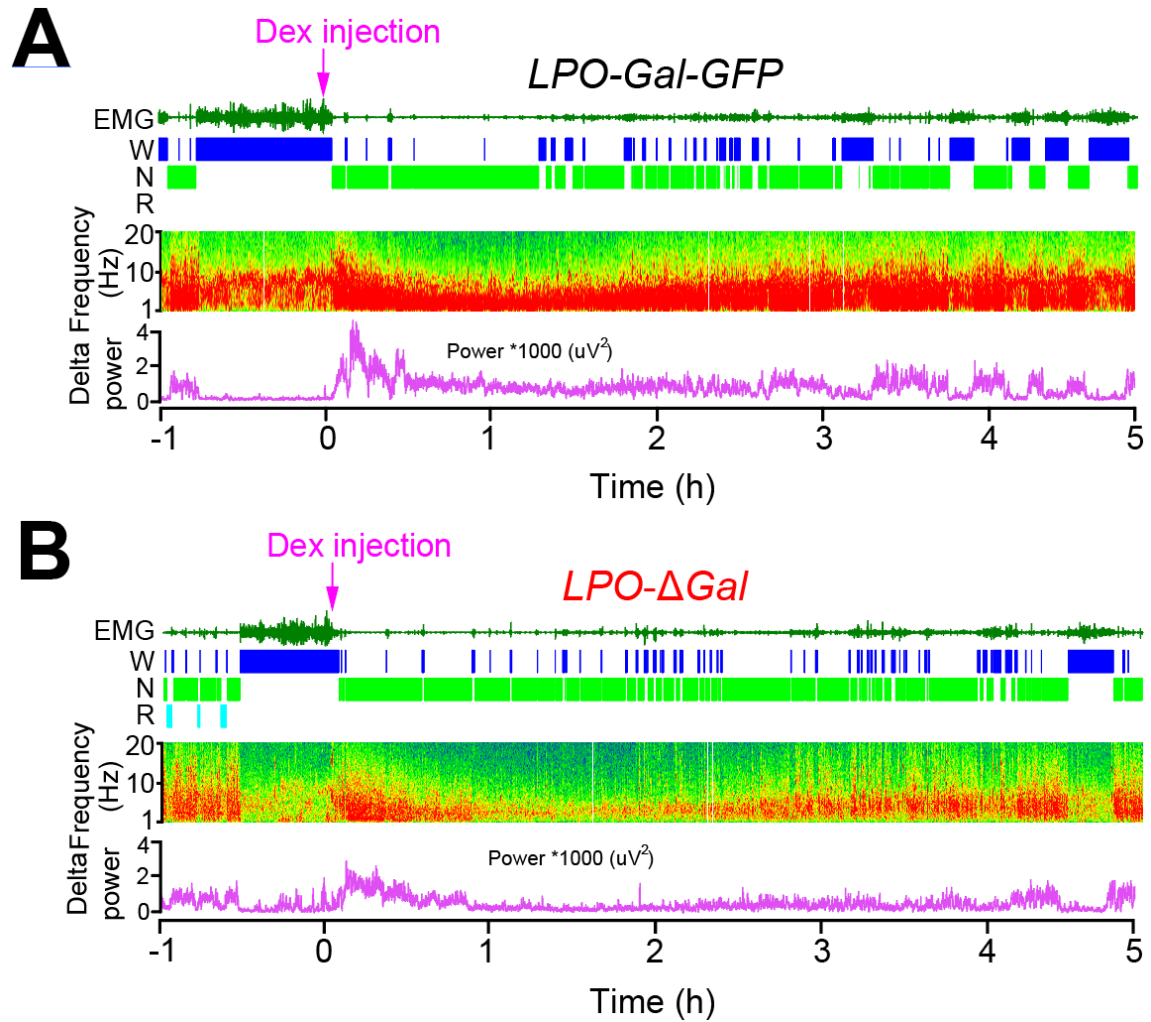 A
Dex injection
LPO-Gal-GFP
EMG
W
N
R
Frequency
(Hz)
20
10
1
Delta
power
4
2
0
Power *1000 (uV²)
-1 0 1 2 3 4 5
Time (h)
B
Dex injection
LPO-ΔGal
EMG
W
N
R
Frequency
(Hz)
20
10
1
Delta
power
4
2
0
Power *1000 (uV²)
-1 0 1 2 3 4 5
Time (h)